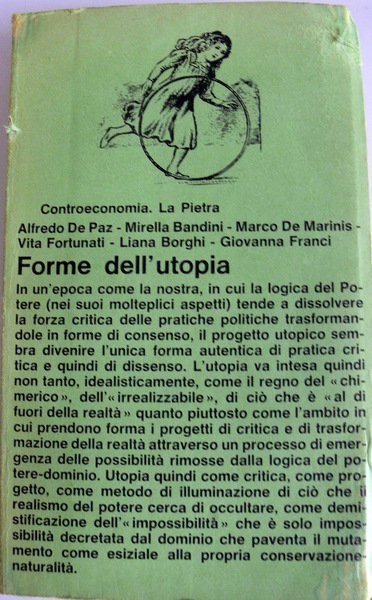 Controeconomia. La Pietra
Alfredo De Paz - Mirella Bandini - Marco De Marinis -
Vita Fortunati - Liana Borghi - Giovanna Franci
Forme dell'utopia
In un'epoca come la nostra, in cui la logica del Po-
tere (nei suoi molteplici aspetti) tende a dissolvere
la forza critica delle pratiche politiche trasforman-
dole in forme di consenso, il progetto utopico sem-
bra divenire l'unica forma autentica di pratica criti-
ca e quindi di dissenso. L'utopia va intesa quindi
non tanto, idealisticamente, come il regno del «chi-
merico», dell'«irrealizzabile», di ciò che è «al di
fuori della realtà» quanto piuttosto come l'ambito in
cui prendono forma i progetti di critica e di trasfor-
mazione della realtà attraverso un processo di emer-
genza delle possibilità rimosse dalla logica del po-
tere-dominio. Utopia quindi come critica, come pro-
getto, come metodo di illuminazione di ciò che il
realismo del potere cerca di occultare, come demi-
stificazione dell'«impossibilità» che è solo impos-
sibilità decretata dal dominio che paventa il muta-
mento come esiziale alla propria conservazione-
naturalità.